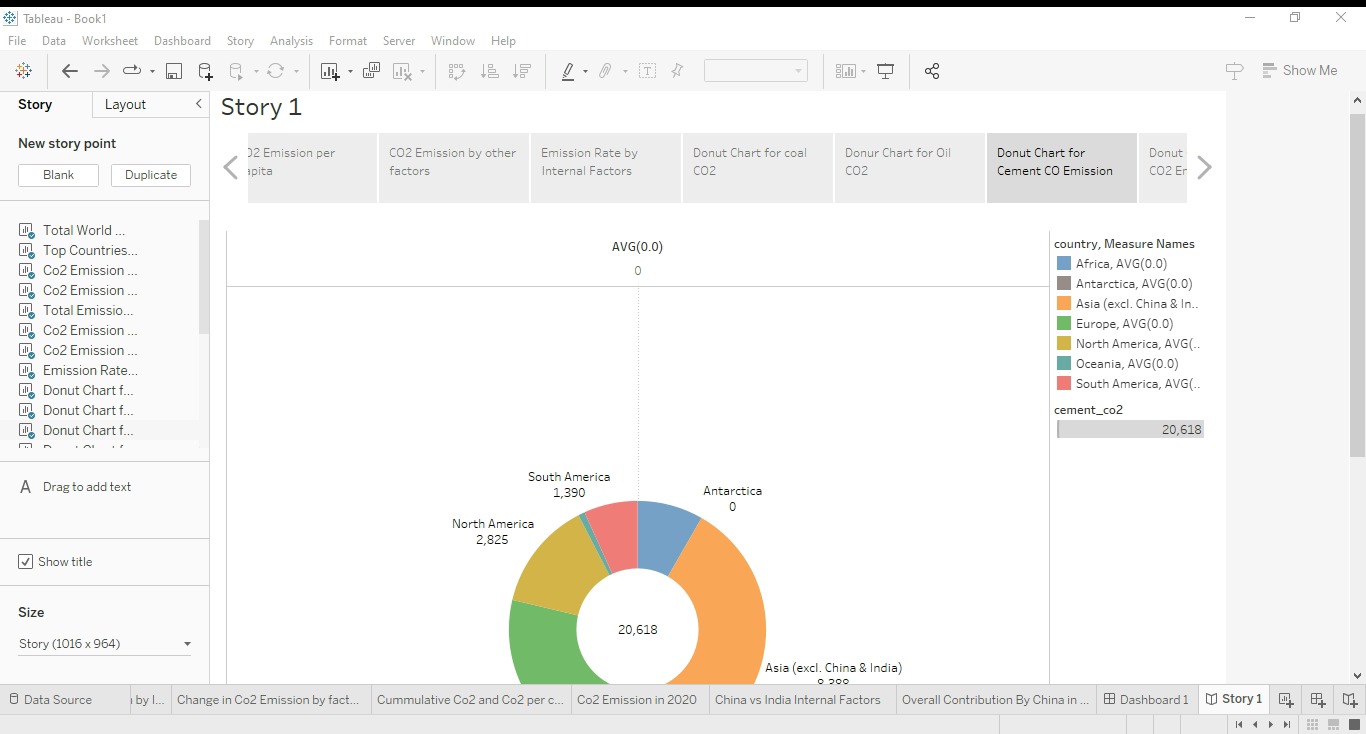 Tableau - Book1
File Data Worksheet Dashboard Story Analysis Format Server Window Help
Show Me
Story Layout
New story point
Blank Duplicate
Total World ...
Top Countries...
Co2 Emission ...
Co2 Emission ...
Total Emissio...
Co2 Emission ...
Co2 Emission ...
Emission Rate...
Donut Chart f...
Donut Chart f...
Donut Chart f...
A Drag to add text
Show title
Size
Story (1016 x 964)
Story 1
O2 Emission per
apita
CO2 Emission by other
factors
Emission Rate by
Internal Factors
Donut Chart for coal
CO2
Donur Chart for Oil
CO2
Donut Chart for
Cement CO Emission
Donut
CO2 Er
AVG(0.0)
0
South America
1,390
Antarctica
0
North America
2,825
20,618
Asia (excl. China & India)
8,388
country, Measure Names
Africa, AVG(0.0)
Antarctica, AVG(0.0)
Asia (excl. China & In..
Europe, AVG(0.0)
North America, AVG(..
Oceania, AVG(0.0)
South America, AVG(..
cement_co2
20,618
Data Source by I... Change in Co2 Emission by fact... Cummulative Co2 and Co2 per c... Co2 Emission in 2020 China vs India Internal Factors Overall Contribution By China in ... Dashboard 1 Story 1